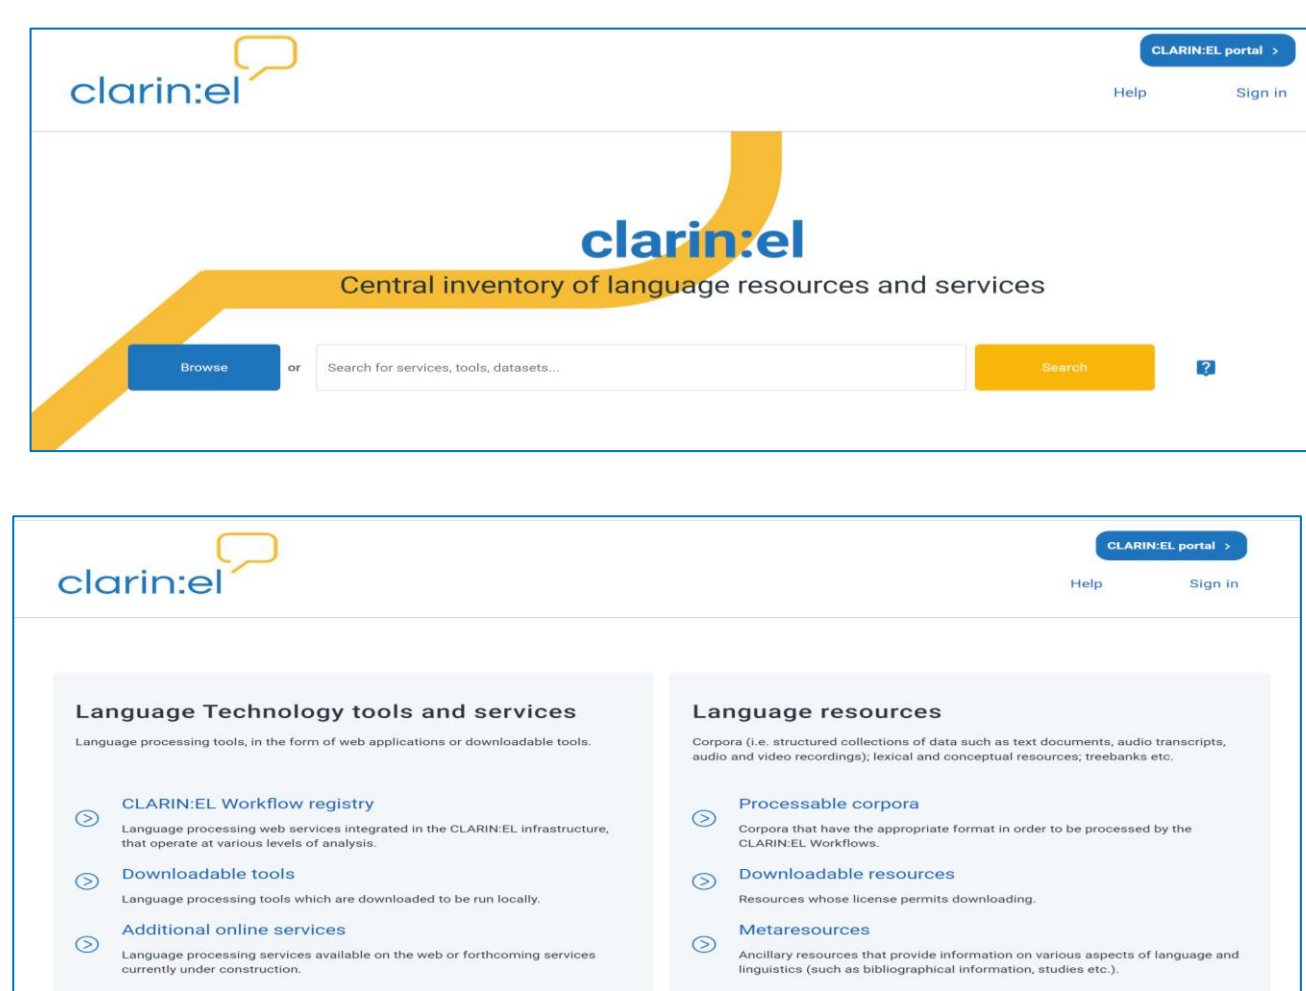 CLARIN:EL portal >
clarin:el
Help
Sign in
clarin:el
Central inventory of language resources and services
Browse
or
Search for services, tools, datasets...
Search
?
CLARIN:EL portal >
clarin:el
Help
Sign in
Language Technology tools and services
Language processing tools, in the form of web applications or downloadable tools.
CLARIN:EL Workflow registry
Language processing web services integrated in the CLARIN:EL infrastructure,
that operate at various levels of analysis.
Downloadable tools
Language processing tools which are downloaded to be run locally.
Additional online services
Language processing services available on the web or forthcoming services
currently under construction.
Language resources
Corpora (i.e. structured collections of data such as text documents, audio transcripts,
audio and video recordings); lexical and conceptual resources; treebanks etc.
Processable corpora
Corpora that have the appropriate format in order to be processed by the
CLARIN:EL Workflows.
Downloadable resources
Resources whose license permits downloading.
Metaresources
Ancillary resources that provide information on various aspects of language and
linguistics (such as bibliographical information, studies etc.).